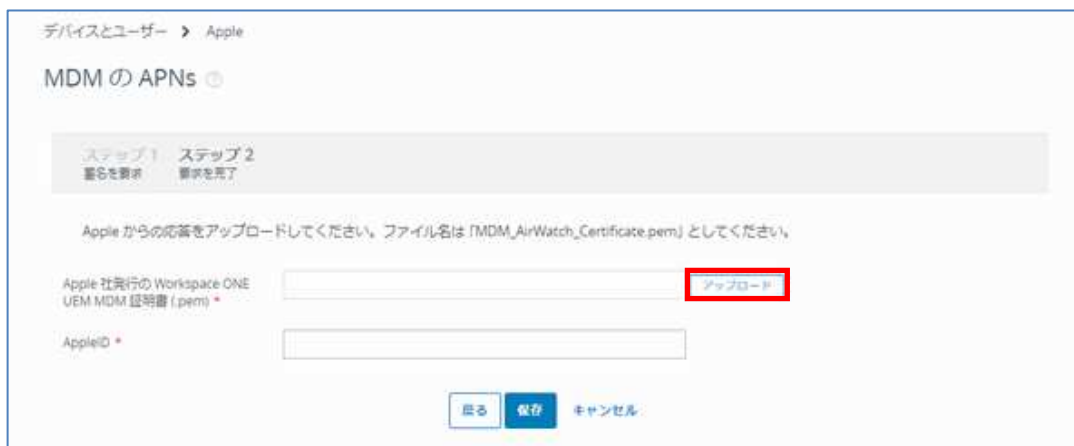 デバイスとユーザー > Apple
MDM の APNs
ステップ 1 ステップ 2
署名を要求 要求を完了
Apple からの応答をアップロードしてください。ファイル名は「MDM_AirWatch_Certificate.pem」としてください。
Apple 社発行の Workspace ONE
UEM MDM 証明書 (.pem) *
アップロード
AppleID *
戻る 保存 キャンセル